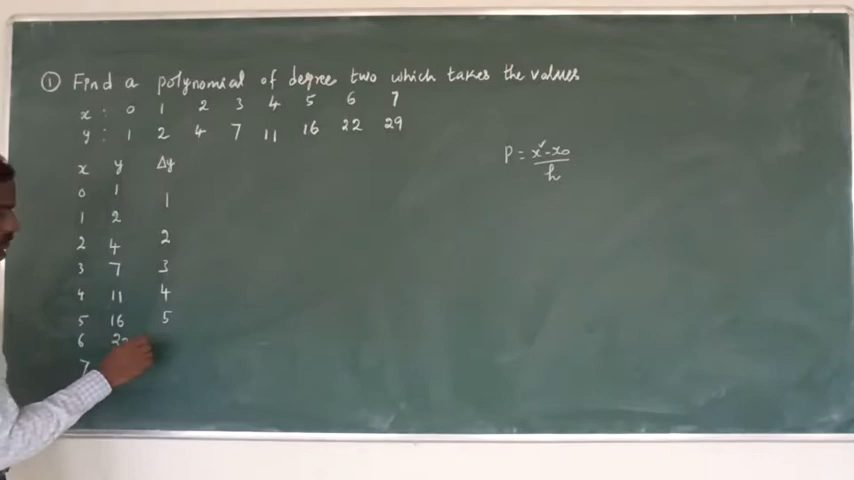 ① Find a polynomial of degree two which takes the values
x : 0 1 2 3 4 5 6 7
y : 1 2 4 7 11 16 22 29
P = x - x₀ / h
x y Δy
0 1
1
1 2
2 4 2
3 7 3
4 11 4
5 16 5
6
7